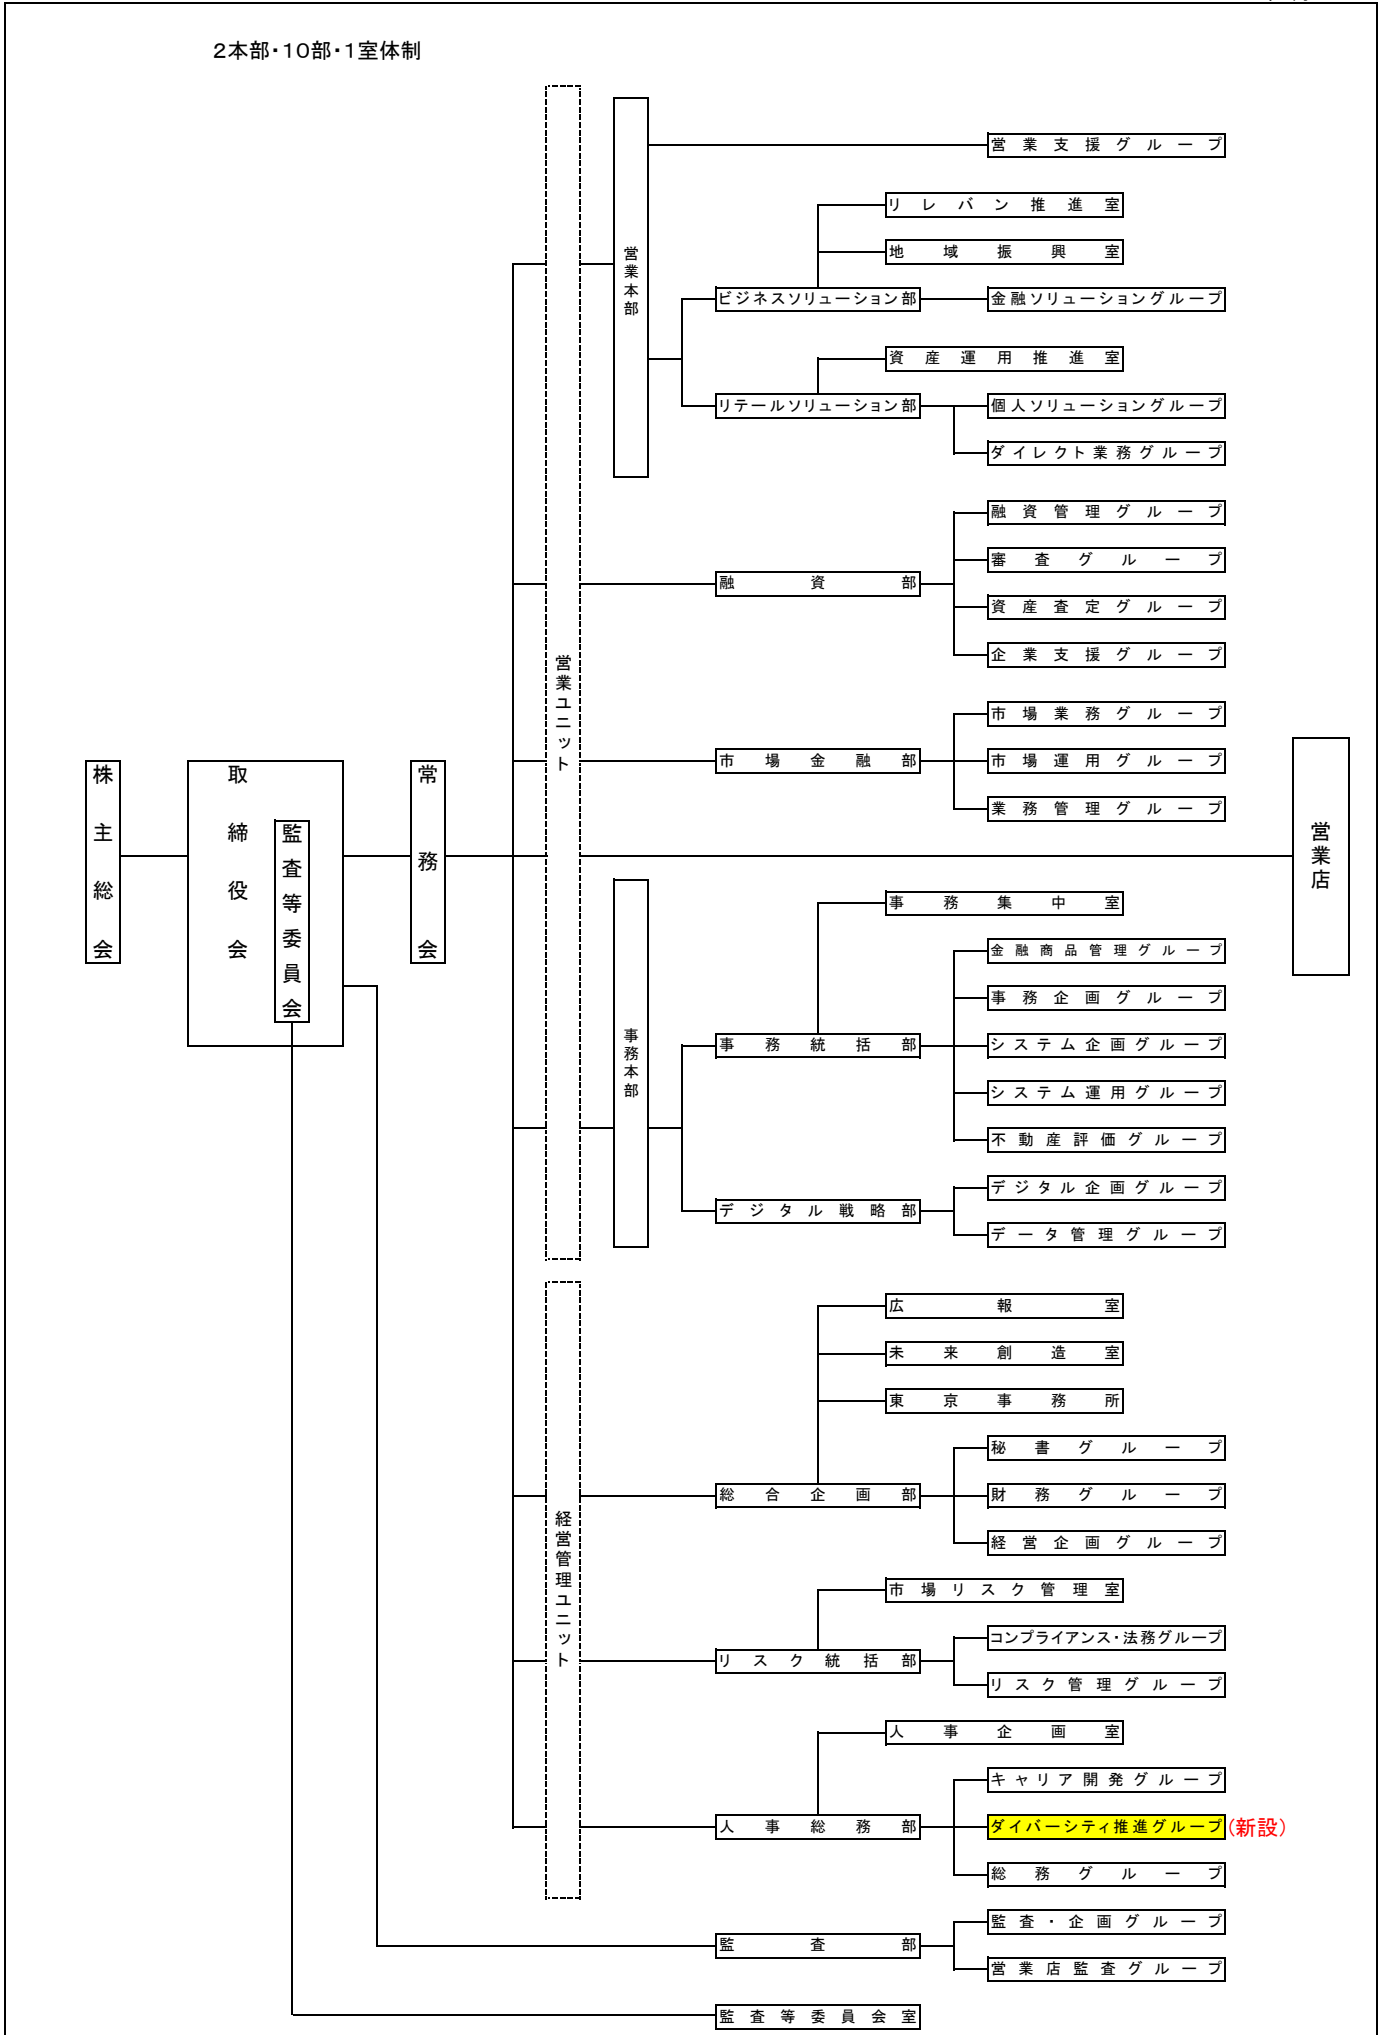 2本部・10部・1室体制
営業支援グループ
リレバン推進室
地域振興室
営業本部
ビジネスソリューション部
金融ソリューショングループ
資産運用推進室
リテールソリューション部
個人ソリューショングループ
ダイレクト業務グループ
融資管理グループ
審査グループ
融資部
資産査定グループ
企業支援グループ
営業ユニット
市場業務グループ
市場金融部
市場運用グループ
業務管理グループ
株主総会
取締役会
監査等委員会
常務会
営業店
事務集中室
金融商品管理グループ
事務企画グループ
事務本部
事務統括部
システム企画グループ
システム運用グループ
不動産評価グループ
デジタル企画グループ
デジタル戦略部
データ管理グループ
広報室
未来創造室
東京事務所
秘書グループ
総合企画部
財務グループ
経営企画グループ
経営管理ユニット
市場リスク管理室
コンプライアンス・法務グループ
リスク統括部
リスク管理グループ
人事企画室
キャリア開発グループ
人事総務部
ダイバーシティ推進グループ(新設)
総務グループ
監査・企画グループ
監査部
営業店監査グループ
監査等委員会室